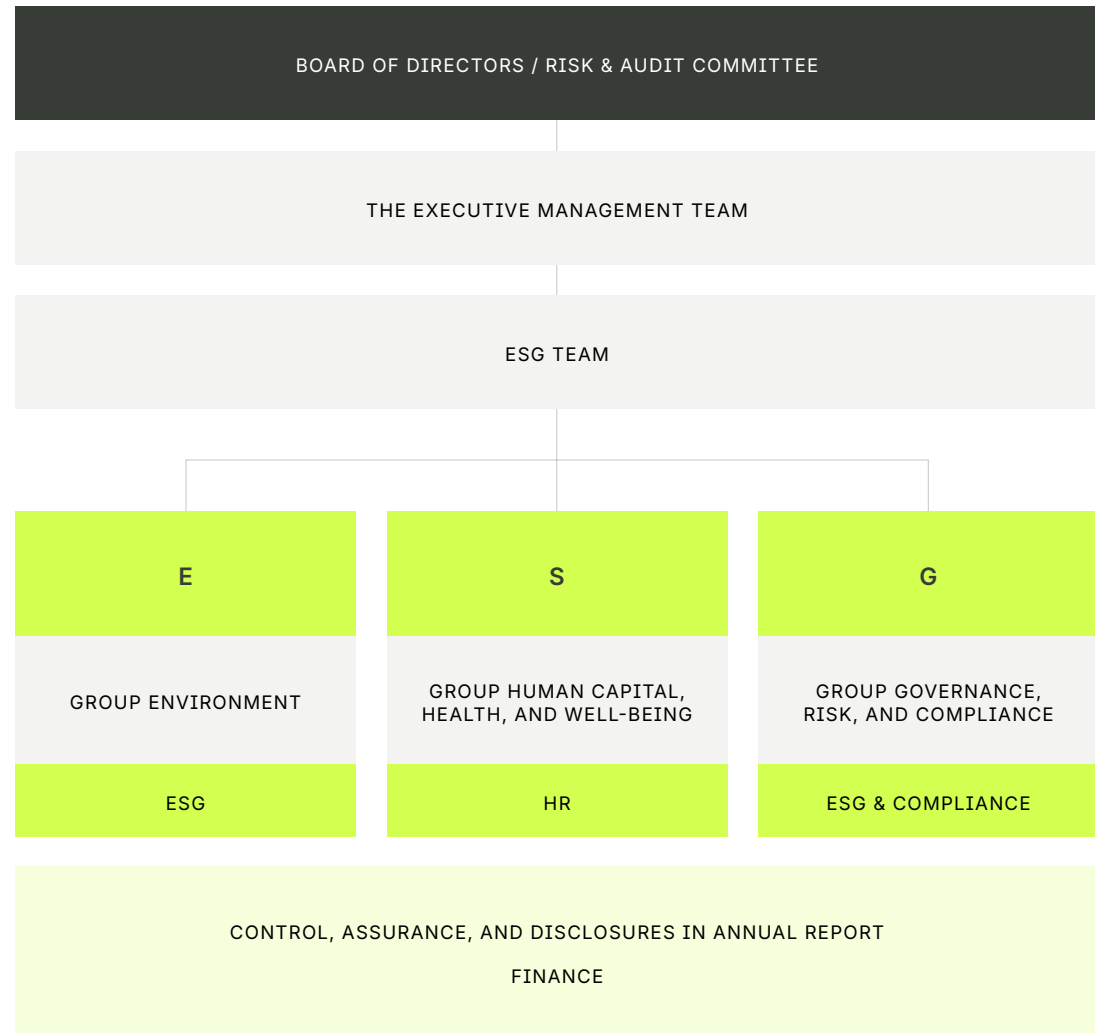 BOARD OF DIRECTORS / RISK & AUDIT COMMITTEE
THE EXECUTIVE MANAGEMENT TEAM
ESG TEAM
E
GROUP ENVIRONMENT
ESG
S
GROUP HUMAN CAPITAL,
HEALTH, AND WELL-BEING
HR
G
GROUP GOVERNANCE,
RISK, AND COMPLIANCE
ESG & COMPLIANCE
CONTROL, ASSURANCE, AND DISCLOSURES IN ANNUAL REPORT
FINANCE